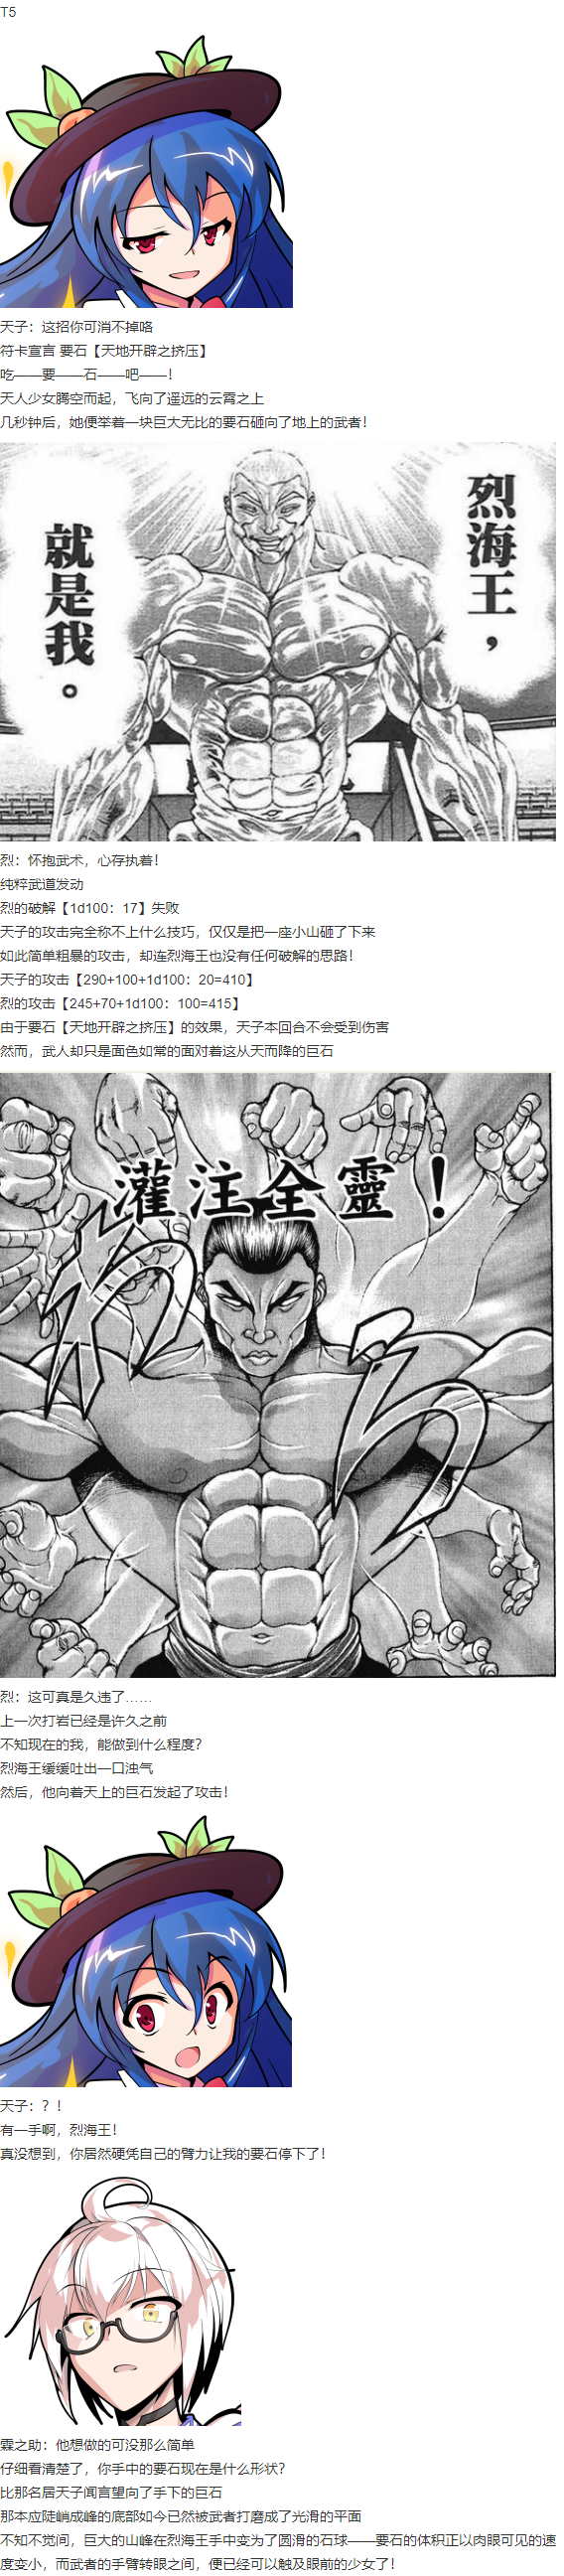 T5
天子：这招你可消不掉咯
符卡宣言 要石【天地开辟之挤压】
吃——要——石——吧——！
天人少女腾空而起，飞向了遥远的云霄之上
几秒钟后，她便举着一块巨大无比的要石砸向了地上的武者！
烈海王，
就是我。
烈：怀抱武术，心存执着！
纯粹武道发动
烈的破解【1d100：17】失败
天子的攻击完全称不上什么技巧，仅仅是把一座小山砸了下来
如此简单粗暴的攻击，却连烈海王也没有任何破解的思路！
天子的攻击【290+100+1d100：20=410】
烈的攻击【245+70+1d100：100=415】
由于要石【天地开辟之挤压】的效果，天子本回合不会受到伤害
然而，武人却只是面色如常的面对着这从天而降的巨石
灌注全靈！
烈：这可真是久违了……
上一次打岩已经是许久之前
不知现在的我，能做到什么程度？
烈海王缓缓吐出一口浊气
然后，他向着天上的巨石发起了攻击！
天子：？！
有一手啊，烈海王！
真没想到，你居然硬凭自己的臂力让我的要石停下了！
霖之助：他想做的可没那么简单
仔细看清楚了，你手中的要石现在是什么形状？
比那名居天子闻言望向了手下的巨石
那本应陡峭成峰的底部如今已然被武者打磨成了光滑的平面
不知不觉间，巨大的山峰在烈海王手中变为了圆滑的石球——要石的体积正以肉眼可见的速
度变小，而武者的手臂转眼之间，便已经可以触及眼前的少女了！